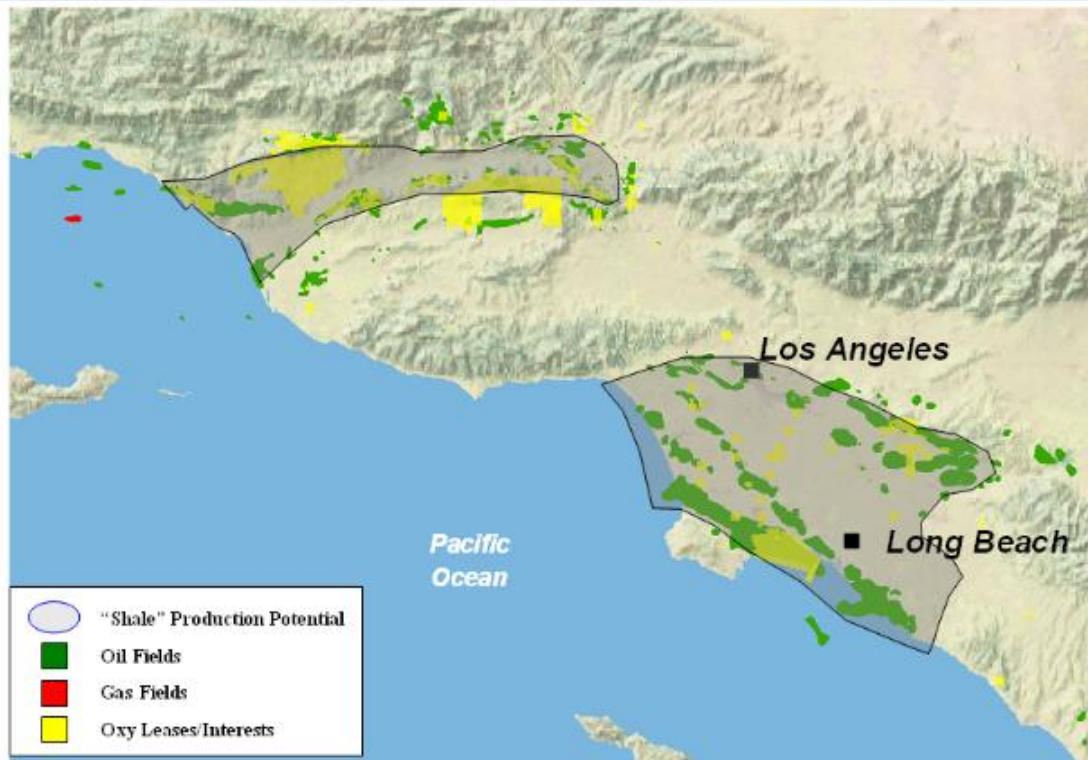 Los Angeles
Long Beach
Pacific
Ocean
"Shale" Production Potential
Oil Fields
Gas Fields
Oxy Leases/Interests